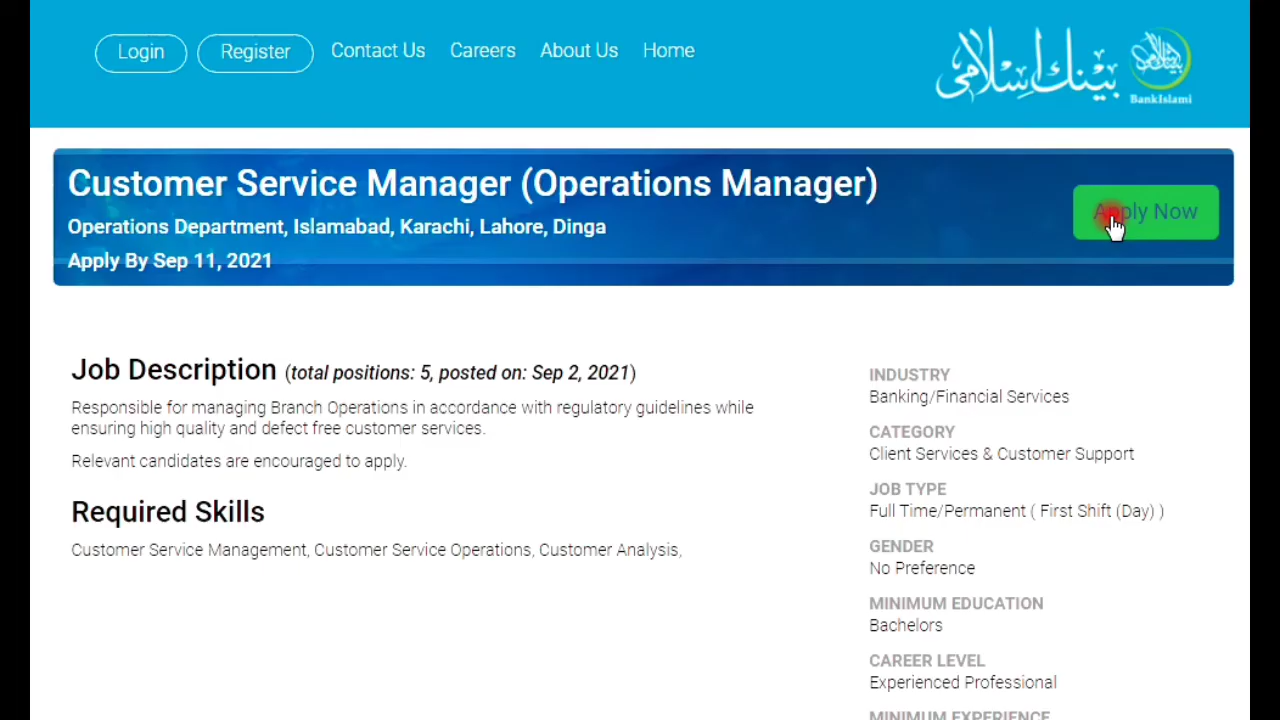 Login
Register
Contact Us
Careers
About Us
Home
بینک اسلامی
BankIslami
Customer Service Manager (Operations Manager)
Operations Department, Islamabad, Karachi, Lahore, Dinga
Apply By Sep 11, 2021
Apply Now
Job Description (total positions: 5, posted on: Sep 2, 2021)
Responsible for managing Branch Operations in accordance with regulatory guidelines while
ensuring high quality and defect free customer services.
Relevant candidates are encouraged to apply.
Required Skills
Customer Service Management, Customer Service Operations, Customer Analysis,
INDUSTRY
Banking/Financial Services
CATEGORY
Client Services & Customer Support
JOB TYPE
Full Time/Permanent ( First Shift (Day) )
GENDER
No Preference
MINIMUM EDUCATION
Bachelors
CAREER LEVEL
Experienced Professional
MINIMUM EXPERIENCE